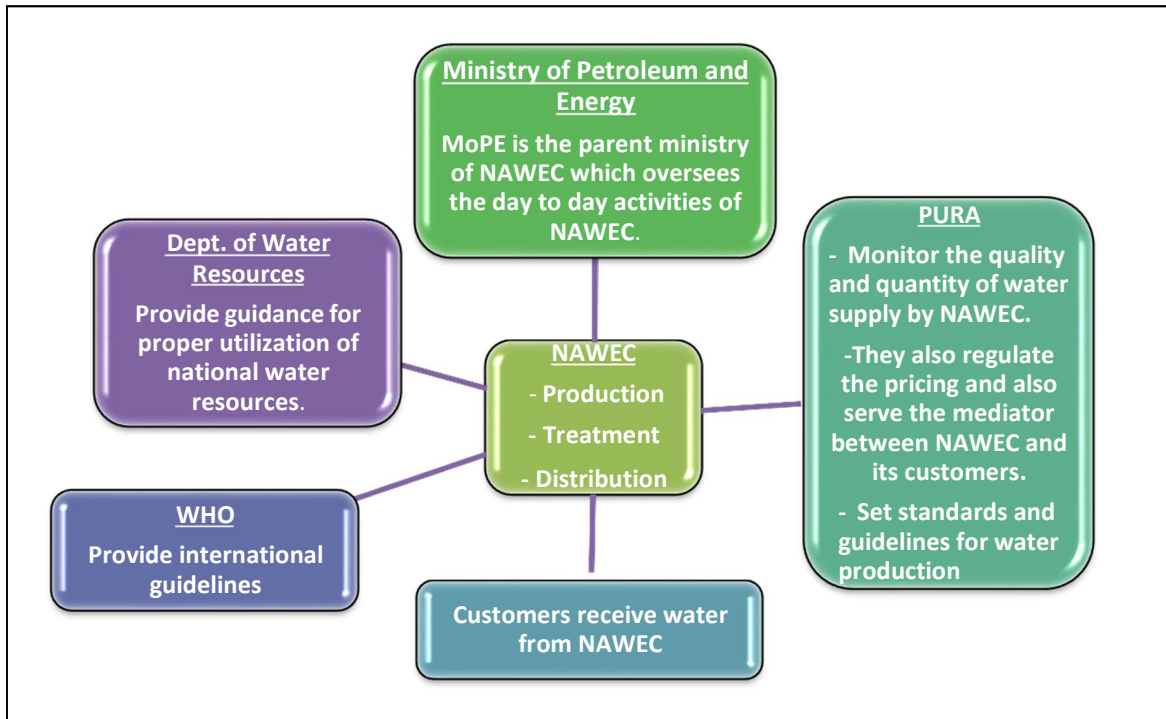 Ministry of Petroleum and
Energy
MoPE is the parent ministry
of NAWEC which oversees
the day to day activities of
NAWEC.
Dept. of Water
Resources
Provide guidance for
proper utilization of
national water
resources.
PURA
- Monitor the quality
and quantity of water
supply by NAWEC.
-They also regulate
the pricing and also
serve the mediator
between NAWEC and
its customers.
- Set standards and
guidelines for water
production
NAWEC
- Production
- Treatment
- Distribution
WHO
Provide international
guidelines
Customers receive water
from NAWEC